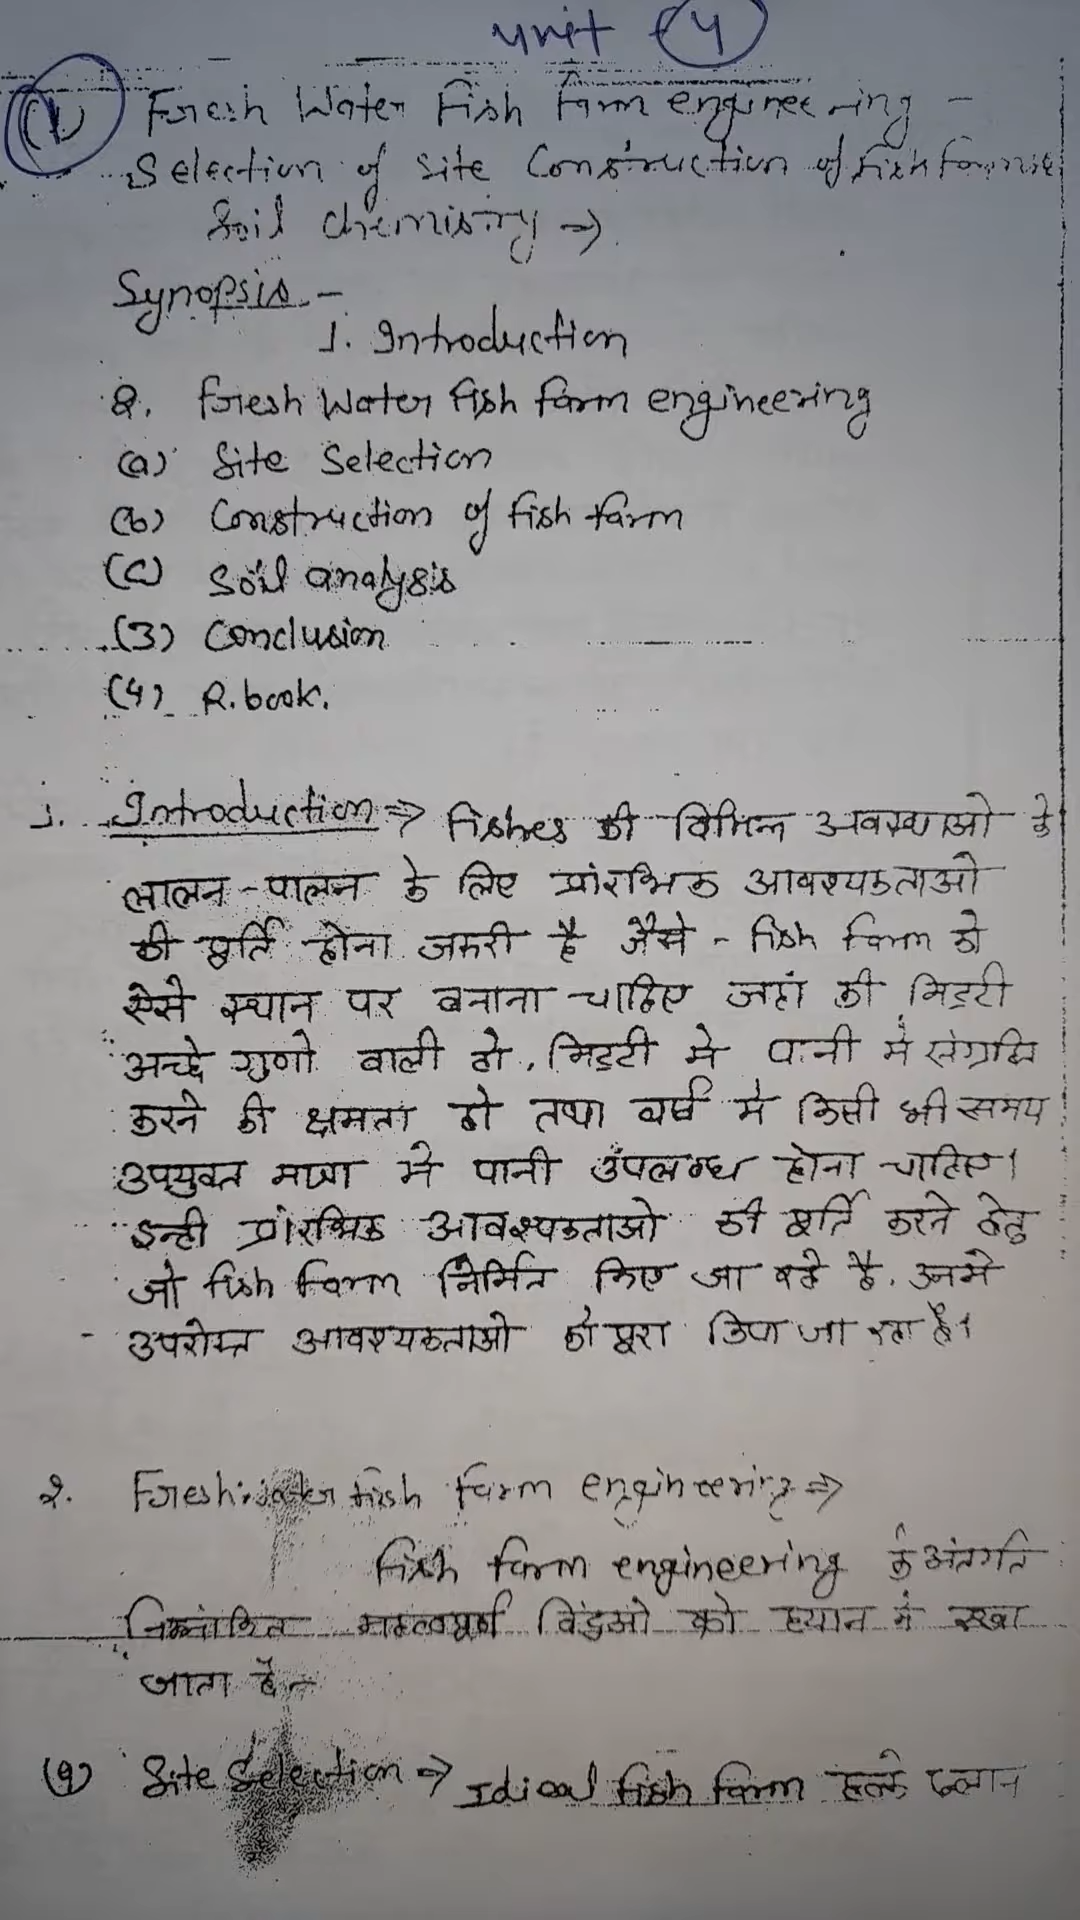 unit - 4
(1) Fresh Water Fish Farm engineering -
Selection of site Construction of fish farm
Soil chemistry ⇒
Synopsis -
1. Introduction
2. Fresh Water fish farm engineering
(a) Site Selection
(b) Construction of fish farm
(C) Soil analysis
(3) Conclusion
(4) R. book.
1. Introduction ⇒ Fishes की विभिन्न अवस्थाओ के
लालन - पालन के लिए प्रांरभिक आवश्यकताओ
की पूर्ति होना जरूरी है जैसे - fish farm को
ऐसे स्थान पर बनाना चाहिए जहां की मिट्टी
अच्छे गुणो वाली हो, मिट्टी मे पानी मे संग्रहित
करने की क्षमता हो तथा वर्ष मे किसी भी समय
उपयुक्त मात्रा मे पानी उपलब्ध होना चाहिए।
इन्ही प्रांरभिक आवश्यकताओ की पूर्ति करने हेतु
जो fish farm निर्मित किए जा रहे है. उनमे
उपरोक्त आवश्यकताओ को पूरा किया जा रहा है।
2. Freshwater fish farm engineering ⇒
Fish farm engineering के अंतर्गत
निम्नांकित महत्वपूर्ण बिंदुओ को ध्यान मे रखा
जाता है -
(a) Site Selection ⇒ Idieal fish farm हल्के ढलान